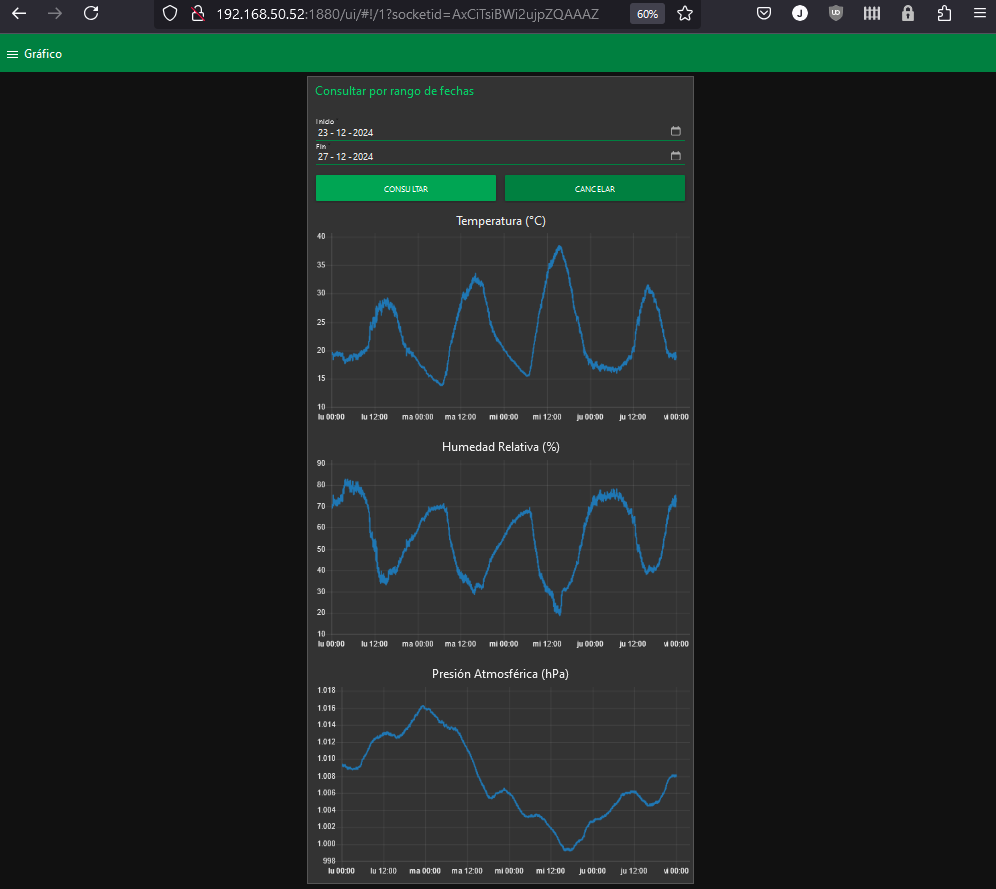 192.168.50.52:1880/ui/#!/1?socketid=AxCiTsiBWi2ujpZQAAAZ 60% J UD
Gráfico
Consultar por rango de fechas
Inicio
23 - 12 - 2024
Fin
27 - 12 - 2024
CONSULTAR CANCELAR
Temperatura (°C)
40
35
30
25
20
15
10
lu 00:00 lu 12:00 ma 00:00 ma 12:00 mi 00:00 mi 12:00 ju 00:00 ju 12:00 vi 00:00
Humedad Relativa (%)
90
80
70
60
50
40
30
20
10
lu 00:00 lu 12:00 ma 00:00 ma 12:00 mi 00:00 mi 12:00 ju 00:00 ju 12:00 vi 00:00
Presión Atmosférica (hPa)
1.018
1.016
1.014
1.012
1.010
1.008
1.006
1.004
1.002
1.000
998
lu 00:00 lu 12:00 ma 00:00 ma 12:00 mi 00:00 mi 12:00 ju 00:00 ju 12:00 vi 00:00